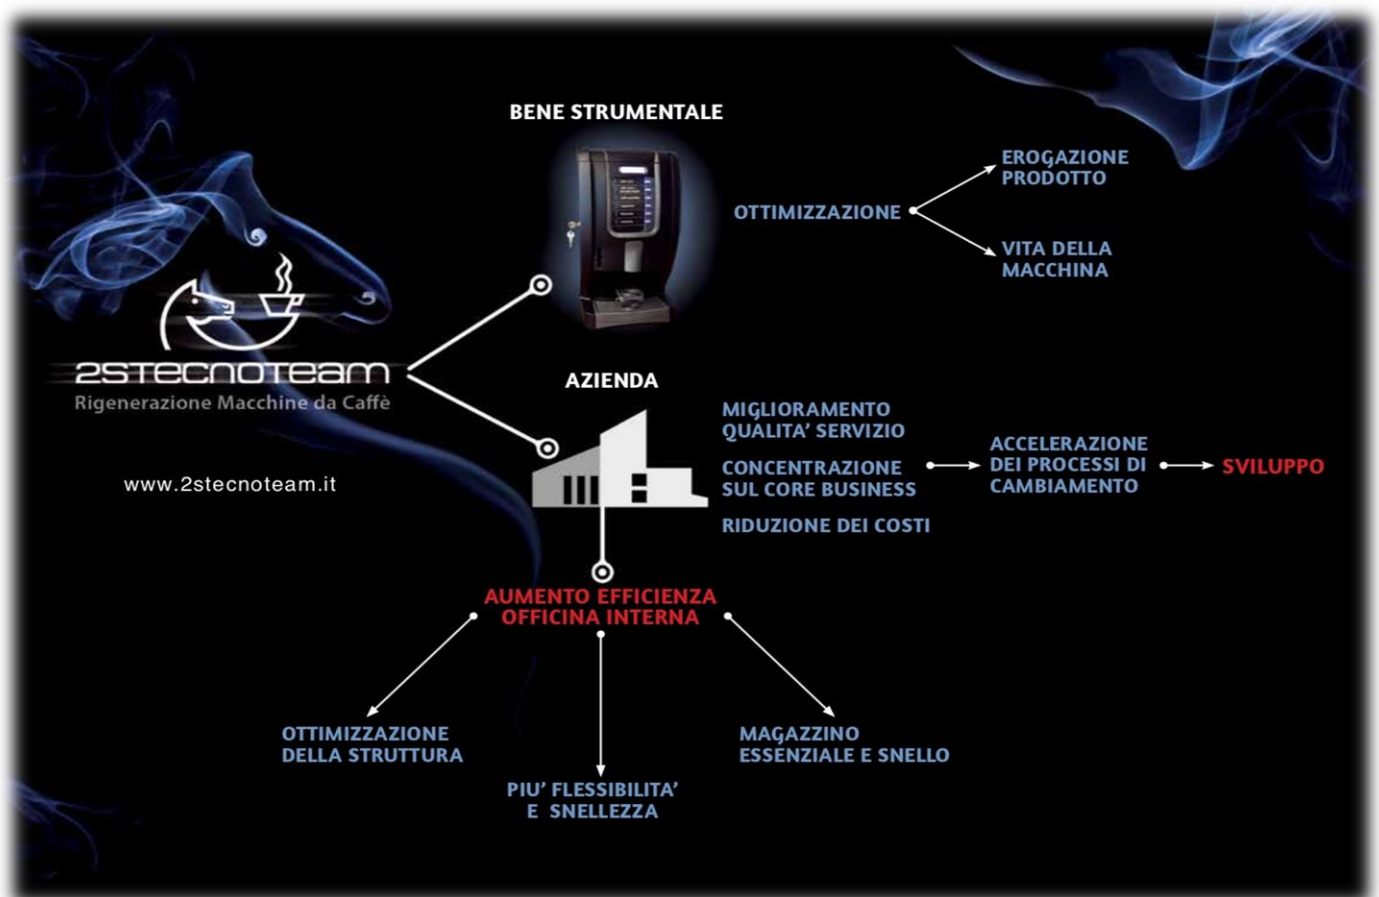 BENE STRUMENTALE
OTTIMIZZAZIONE
EROGAZIONE
PRODOTTO
VITA DELLA
MACCHINA
2STECNOTEAM
Rigenerazione Macchine da Caffè
www.2stecnoteam.it
AZIENDA
MIGLIORAMENTO
QUALITA' SERVIZIO
CONCENTRAZIONE
SUL CORE BUSINESS
RIDUZIONE DEI COSTI
ACCELERAZIONE
DEI PROCESSI DI
CAMBIAMENTO
SVILUPPO
AUMENTO EFFICIENZA
OFFICINA INTERNA
OTTIMIZZAZIONE
DELLA STRUTTURA
PIU' FLESSIBILITA'
E SNELLEZZA
MAGAZZINO
ESSENZIALE E SNELLO